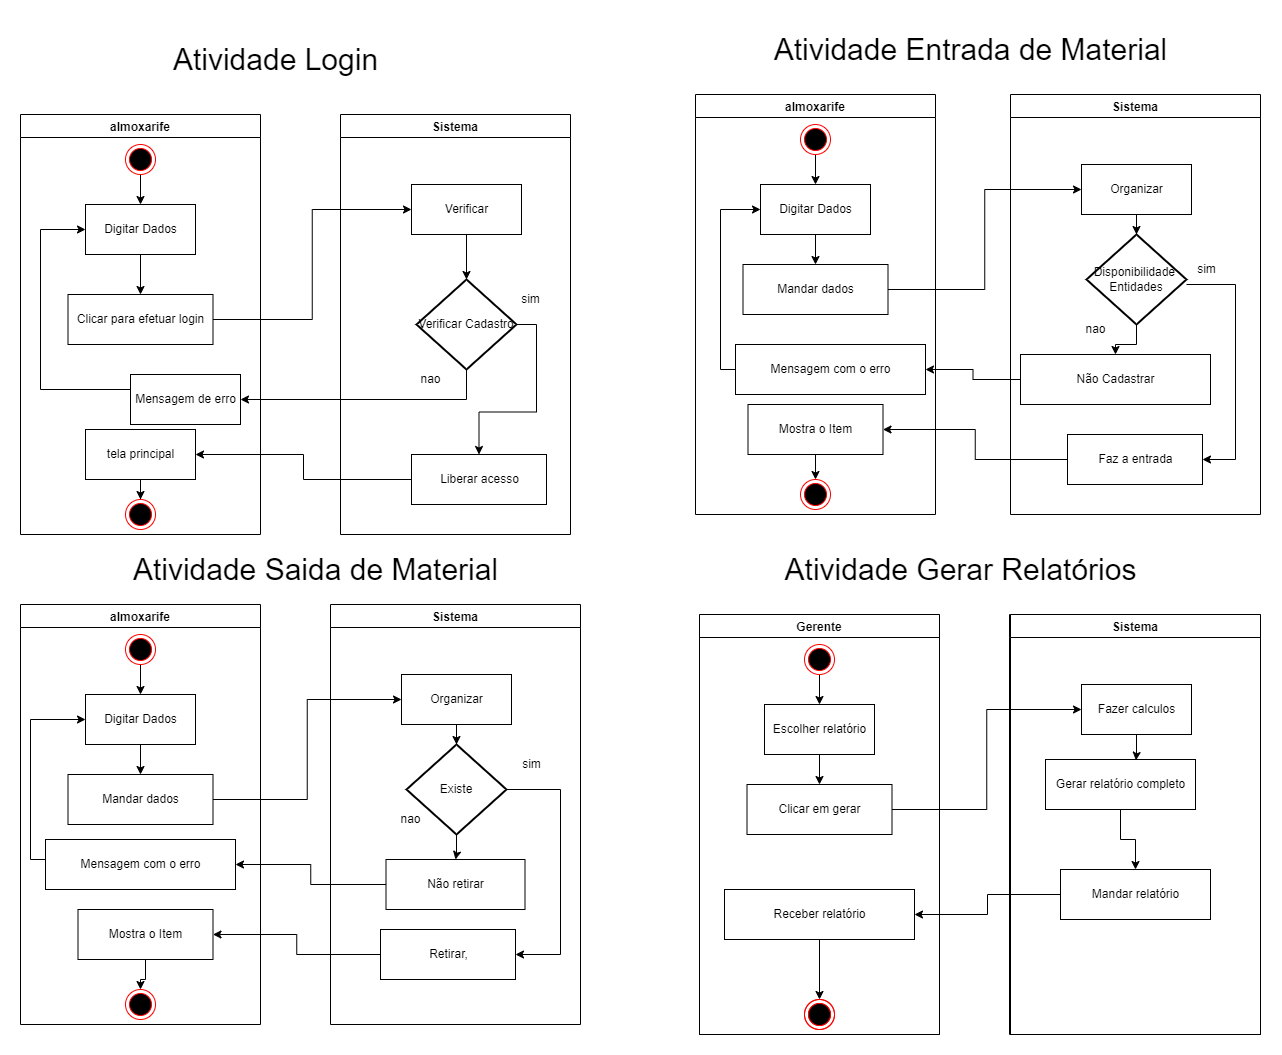 Atividade Login
almoxarife
Sistema
Digitar Dados
Verificar
Clicar para efetuar login
sim
Verificar Cadastro
nao
Mensagem de erro
tela principal
Liberar acesso
Atividade Entrada de Material
almoxarife
Sistema
Digitar Dados
Organizar
Mandar dados
Disponibilidade
Entidades
sim
nao
Mensagem com o erro
Não Cadastrar
Mostra o Item
Faz a entrada
Atividade Saida de Material
almoxarife
Sistema
Digitar Dados
Organizar
Mandar dados
Existe
sim
nao
Mensagem com o erro
Não retirar
Mostra o Item
Retirar,
Atividade Gerar Relatórios
Gerente
Sistema
Escolher relatório
Fazer calculos
Clicar em gerar
Gerar relatório completo
Receber relatório
Mandar relatório